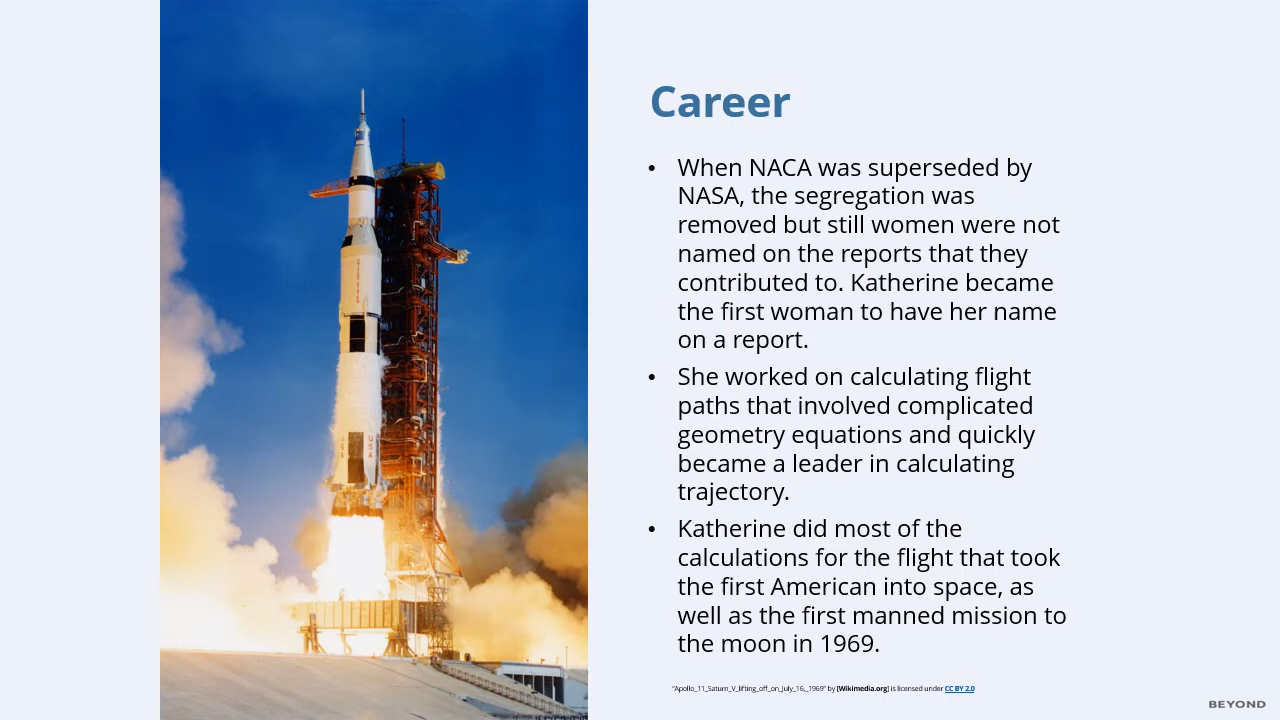 Career
• When NACA was superseded by
NASA, the segregation was
removed but still women were not
named on the reports that they
contributed to. Katherine became
the first woman to have her name
on a report.
• She worked on calculating flight
paths that involved complicated
geometry equations and quickly
became a leader in calculating
trajectory.
• Katherine did most of the
calculations for the flight that took
the first American into space, as
well as the first manned mission to
the moon in 1969.
"Apollo_11_Saturn_V_lifting_off_on_July_16,_1969" by [Wikimedia.org] is licensed under CC BY 2.0
BEYOND
USA
USA